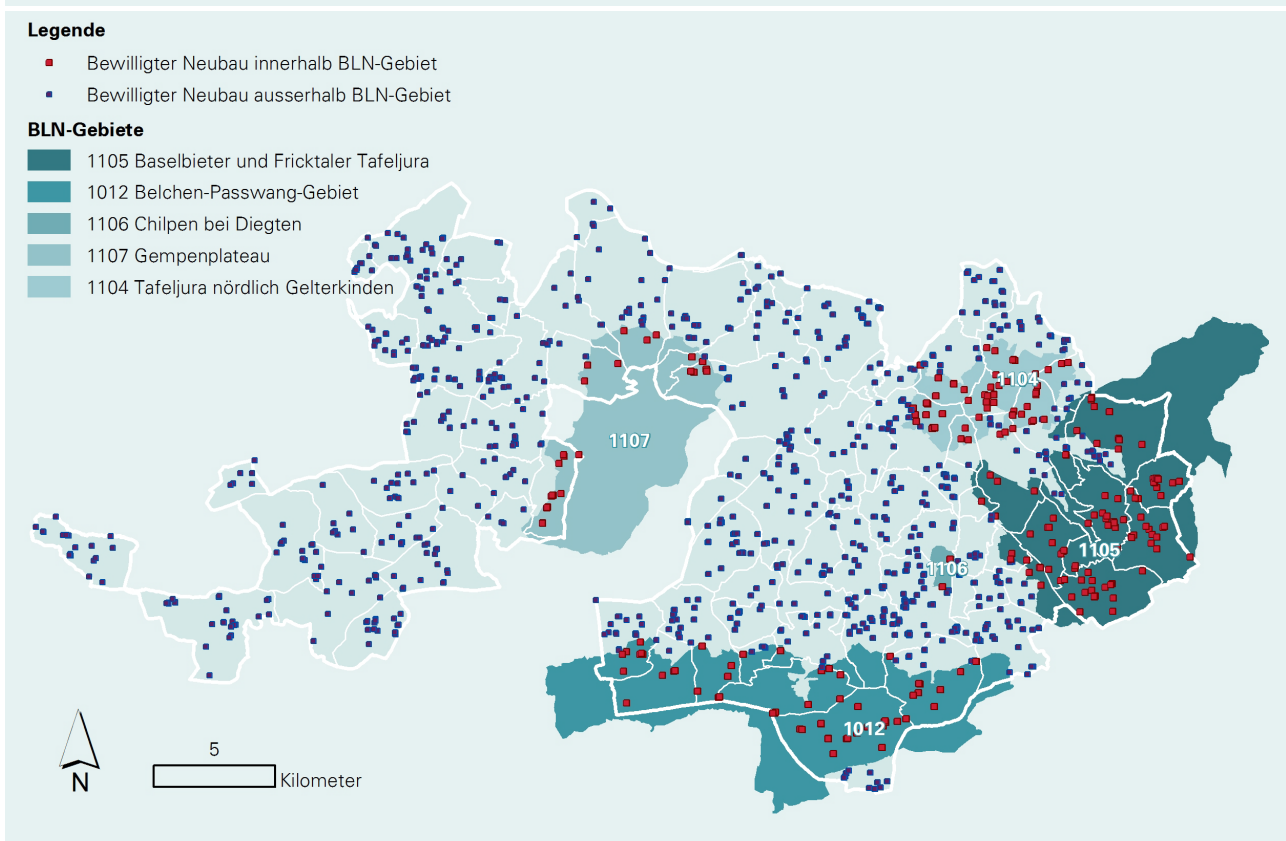 Legende
Bewilligter Neubau innerhalb BLN-Gebiet
Bewilligter Neubau ausserhalb BLN-Gebiet
BLN-Gebiete
1105 Baselbieter und Fricktaler Tafeljura
1012 Belchen-Passwang-Gebiet
1106 Chilpen bei Diegten
1107 Gempenplateau
1104 Tafeljura nördlich Gelterkinden
1104
1107
1105
1106
1012
5
Kilometer
N